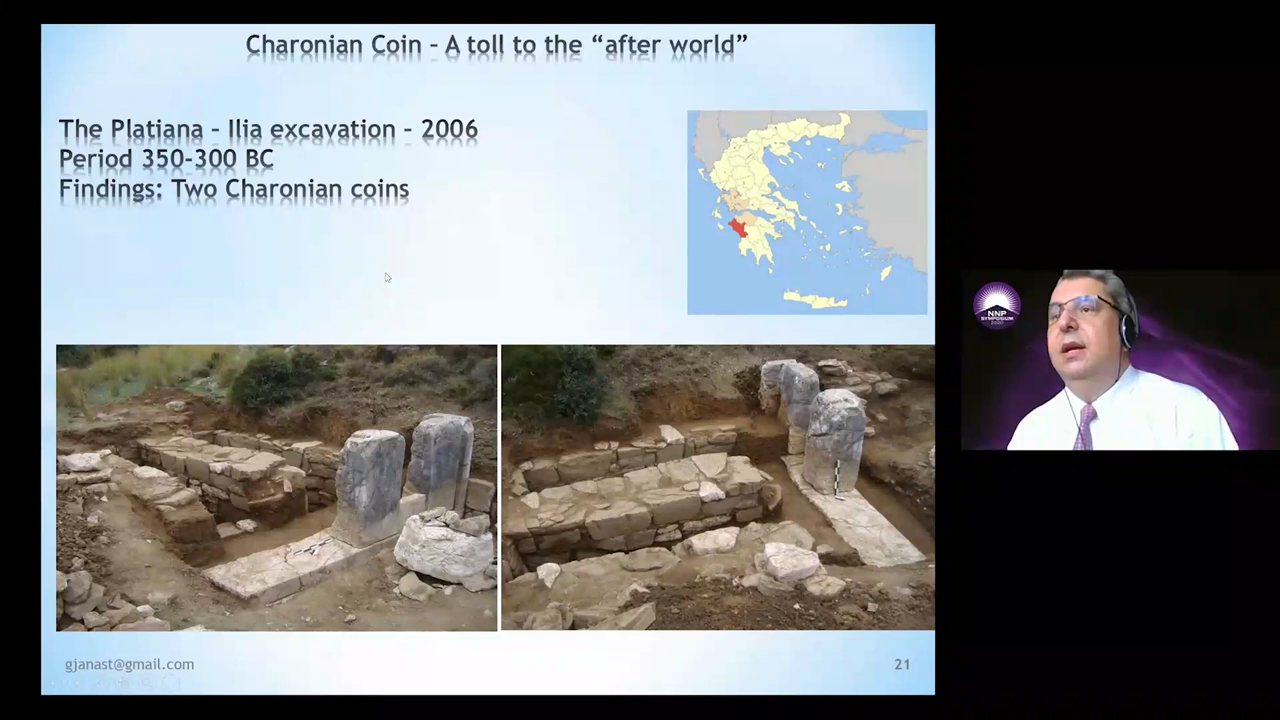 Charonian Coin – A toll to the “after world”
The Platiana – Ilia excavation – 2006
Period 350-300 BC
Findings: Two Charonian coins
NNP
SYMPOSIUM
gjanast@gmail.com
21